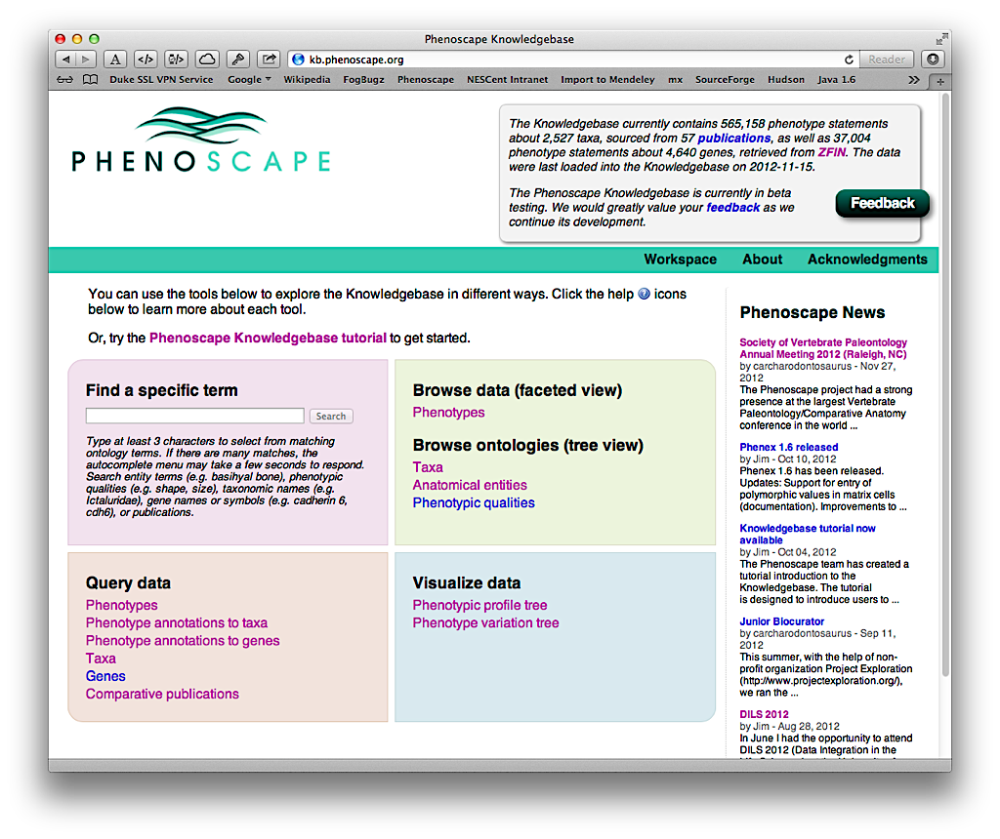 Phenoscape Knowledgebase
kb.phenoscape.org
Reader
Duke SSL VPN Service Google Wikipedia FogBugz Phenoscape NESCent Intranet Import to Mendeley mx SourceForge Hudson Java 1.6
PHENOSCAPE
The Knowledgebase currently contains 565,158 phenotype statements
about 2,527 taxa, sourced from 57 publications, as well as 37,004
phenotype statements about 4,640 genes, retrieved from ZFIN. The data
were last loaded into the Knowledgebase on 2012-11-15.
The Phenoscape Knowledgebase is currently in beta
testing. We would greatly value your feedback as we
continue its development.
Feedback
Workspace About Acknowledgments
You can use the tools below to explore the Knowledgebase in different ways. Click the help ? icons
below to learn more about each tool.
Or, try the Phenoscape Knowledgebase tutorial to get started.
Find a specific term
Search
Type at least 3 characters to select from matching
ontology terms. If there are many matches, the
autocomplete menu may take a few seconds to respond.
Search entity terms (e.g. basihyal bone), phenotypic
qualities (e.g. shape, size), taxonomic names (e.g.
Ictaluridae), gene names or symbols (e.g. cadherin 6,
cdh6), or publications.
Browse data (faceted view)
Phenotypes
Browse ontologies (tree view)
Taxa
Anatomical entities
Phenotypic qualities
Query data
Phenotypes
Phenotype annotations to taxa
Phenotype annotations to genes
Taxa
Genes
Comparative publications
Visualize data
Phenotypic profile tree
Phenotype variation tree
Phenoscape News
Society of Vertebrate Paleontology
Annual Meeting 2012 (Raleigh, NC)
by carcharodontosaurus - Nov 27,
2012
The Phenoscape project had a strong
presence at the largest Vertebrate
Paleontology/Comparative Anatomy
conference in the world ...
Phenex 1.6 released
by Jim - Oct 10, 2012
Phenex 1.6 has been released.
Updates: Support for entry of
polymorphic values in matrix cells
(documentation). Improvements to ...
Knowledgebase tutorial now
available
by Jim - Oct 04, 2012
The Phenoscape team has created a
tutorial introduction to the
Knowledgebase. The tutorial
is designed to introduce users to ...
Junior Biocurator
by carcharodontosaurus - Sep 11,
2012
This summer, with the help of non-
profit organization Project Exploration
(http://www.projectexploration.org/),
we ran the ...
DILS 2012
by Jim - Aug 28, 2012
In June I had the opportunity to attend
DILS 2012 (Data Integration in the